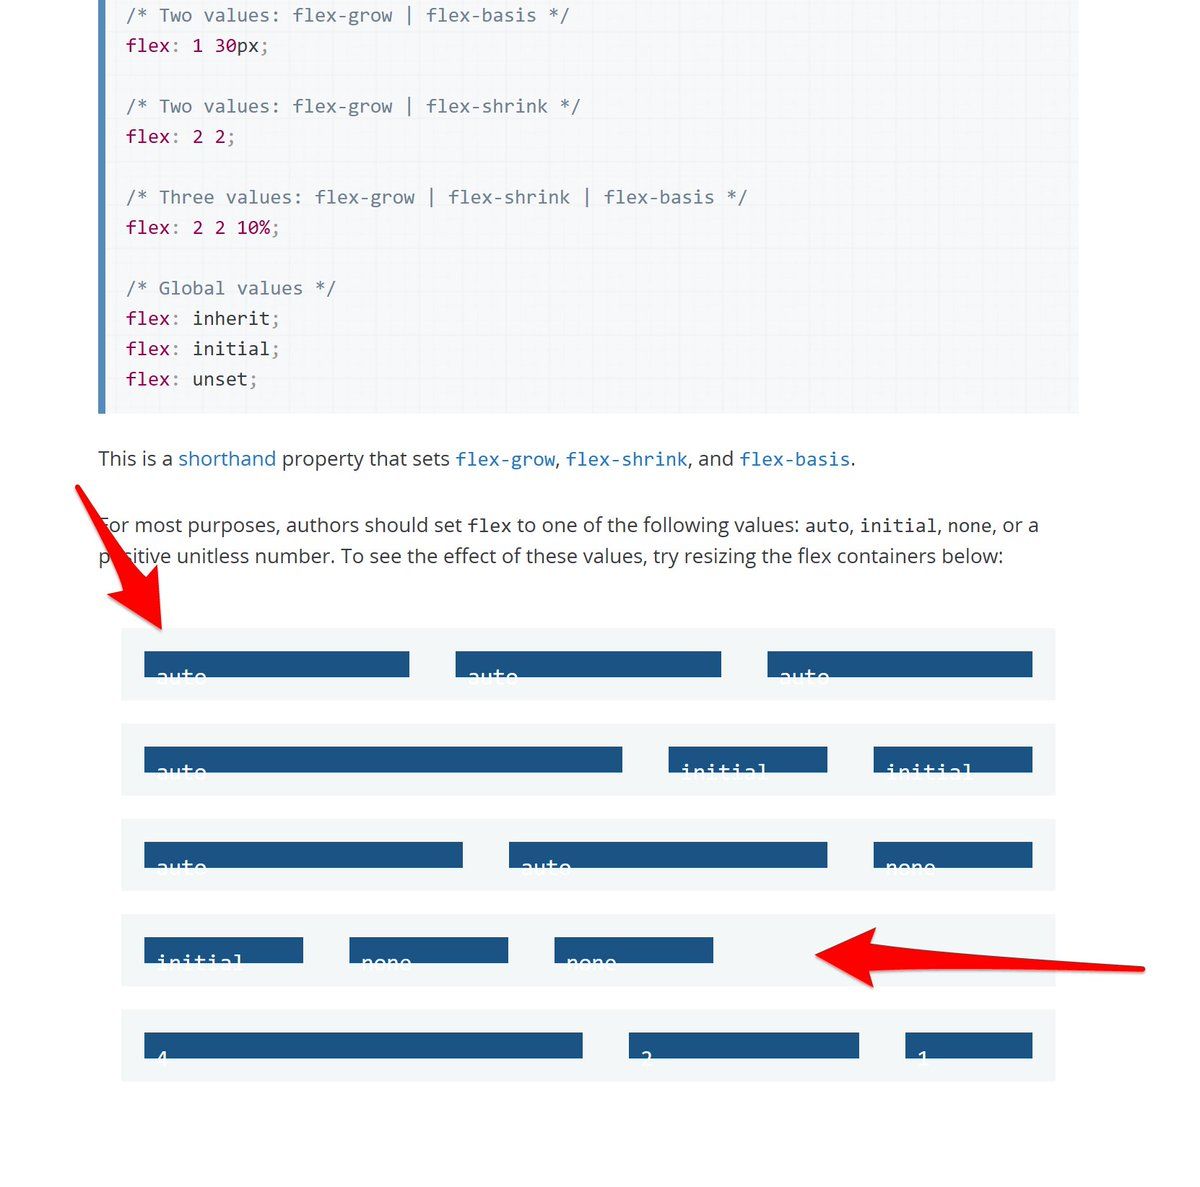 /* Two values: flex-grow | flex-basis */
flex: 1 30px;
/* Two values: flex-grow | flex-shrink */
flex: 2 2;
/* Three values: flex-grow | flex-shrink | flex-basis */
flex: 2 2 10%;
/* Global values */
flex: inherit;
flex: initial;
flex: unset;
This is a shorthand property that sets flex-grow, flex-shrink, and flex-basis.
For most purposes, authors should set flex to one of the following values: auto, initial, none, or a
positive unitless number. To see the effect of these values, try resizing the flex containers below:
auto auto auto
auto initial initial
auto auto none
initial none none
4 2 1